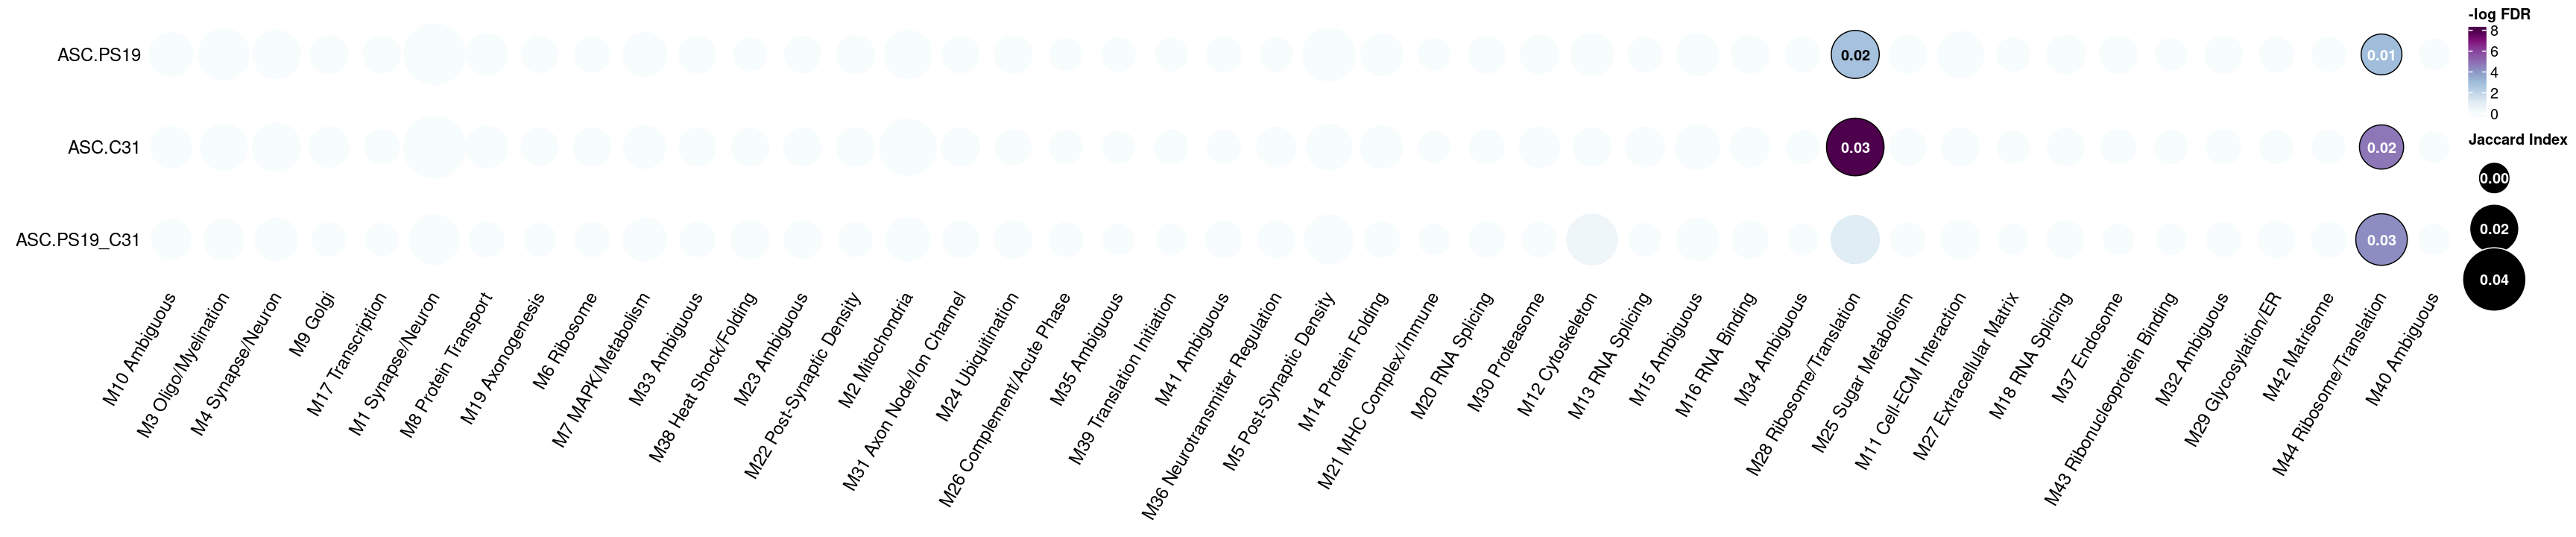 -log FDR
8
6
4
2
0
Jaccard Index
0.00
0.02
0.04
ASC.PS19
0.02
0.01
ASC.C31
0.03
0.02
ASC.PS19_C31
0.03
M10 Ambiguous
M3 Oligo/Myelination
M4 Synapse/Neuron
M9 Golgi
M17 Transcription
M1 Synapse/Neuron
M8 Protein Transport
M19 Axonogenesis
M6 Ribosome
M7 MAPK/Metabolism
M33 Ambiguous
M38 Heat Shock/Folding
M23 Ambiguous
M22 Post-Synaptic Density
M2 Mitochondria
M31 Axon Node/Ion Channel
M24 Ubiquitination
M26 Complement/Acute Phase
M35 Ambiguous
M39 Translation Initiation
M41 Ambiguous
M36 Neurotransmitter Regulation
M5 Post-Synaptic Density
M14 Protein Folding
M21 MHC Complex/Immune
M20 RNA Splicing
M30 Proteasome
M12 Cytoskeleton
M13 RNA Splicing
M15 Ambiguous
M16 RNA Binding
M34 Ambiguous
M28 Ribosome/Translation
M25 Sugar Metabolism
M11 Cell-ECM Interaction
M27 Extracellular Matrix
M18 RNA Splicing
M37 Endosome
M43 Ribonucleoprotein Binding
M32 Ambiguous
M29 Glycosylation/ER
M42 Matrisome
M44 Ribosome/Translation
M40 Ambiguous